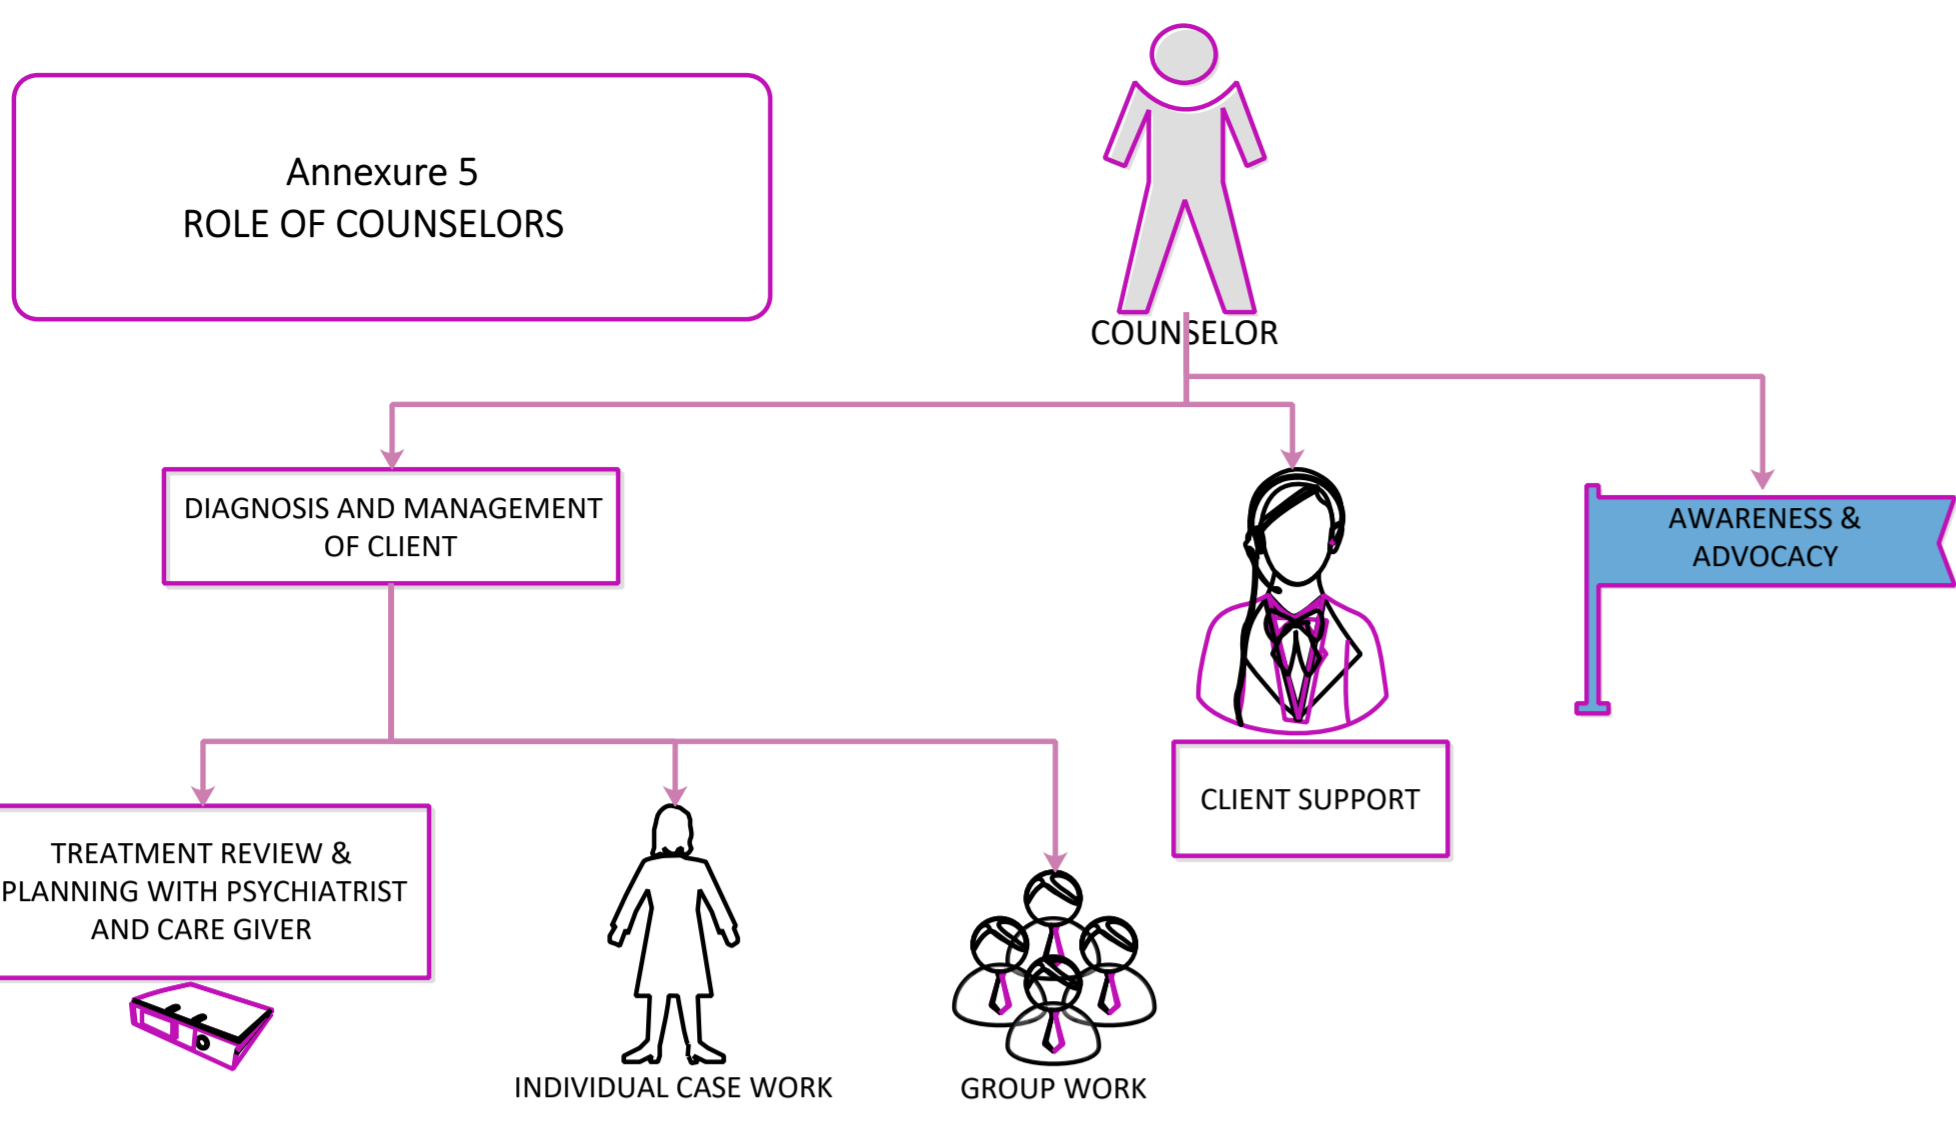 Annexure 5
ROLE OF COUNSELORS
COUNSELOR
DIAGNOSIS AND MANAGEMENT
OF CLIENT
AWARENESS &
ADVOCACY
CLIENT SUPPORT
TREATMENT REVIEW &
PLANNING WITH PSYCHIATRIST
AND CARE GIVER
INDIVIDUAL CASE WORK
GROUP WORK